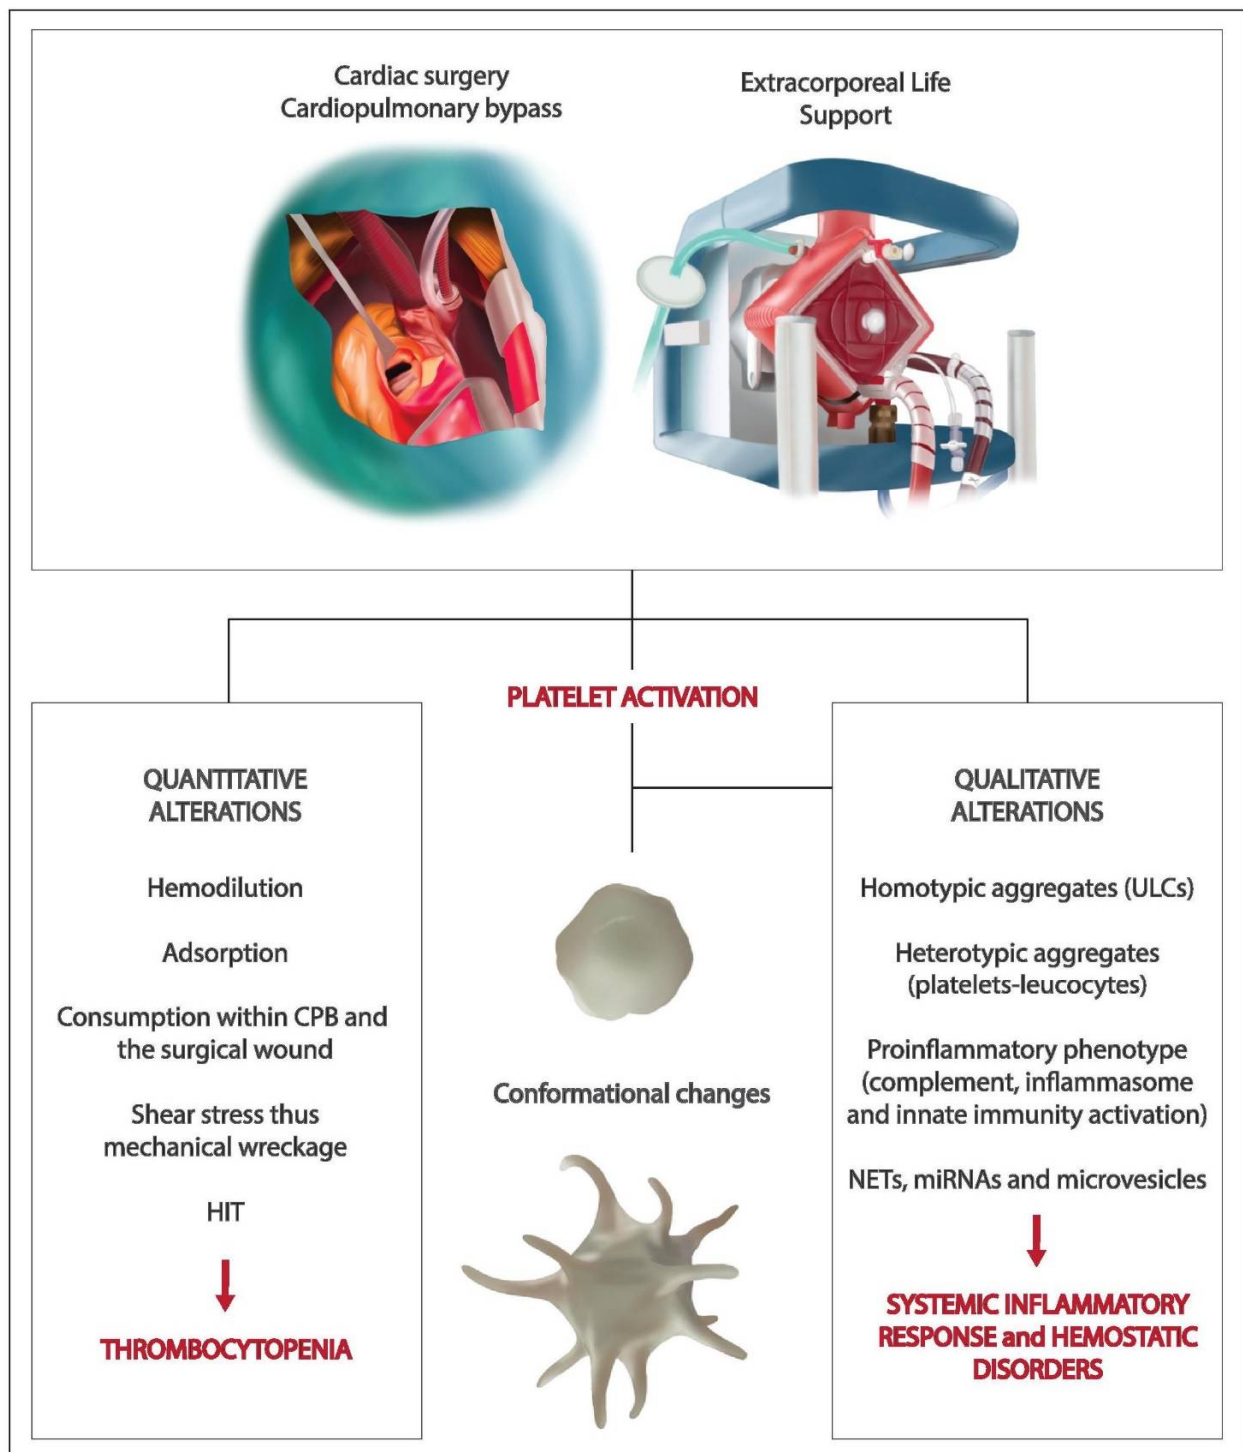 Cardiac surgery
Cardiopulmonary bypass
Extracorporeal Life
Support
PLATELET ACTIVATION
QUANTITATIVE
ALTERATIONS
Hemodilution
Adsorption
Consumption within CPB and
the surgical wound
Shear stress thus
mechanical wreckage
HIT
THROMBOCYTOPENIA
Conformational changes
QUALITATIVE
ALTERATIONS
Homotypic aggregates (ULCs)
Heterotypic aggregates
(platelets-leucocytes)
Proinflammatory phenotype
(complement, inflammasome
and innate immunity activation)
NETs, miRNAs and microvesicles
SYSTEMIC INFLAMMATORY
RESPONSE and HEMOSTATIC
DISORDERS